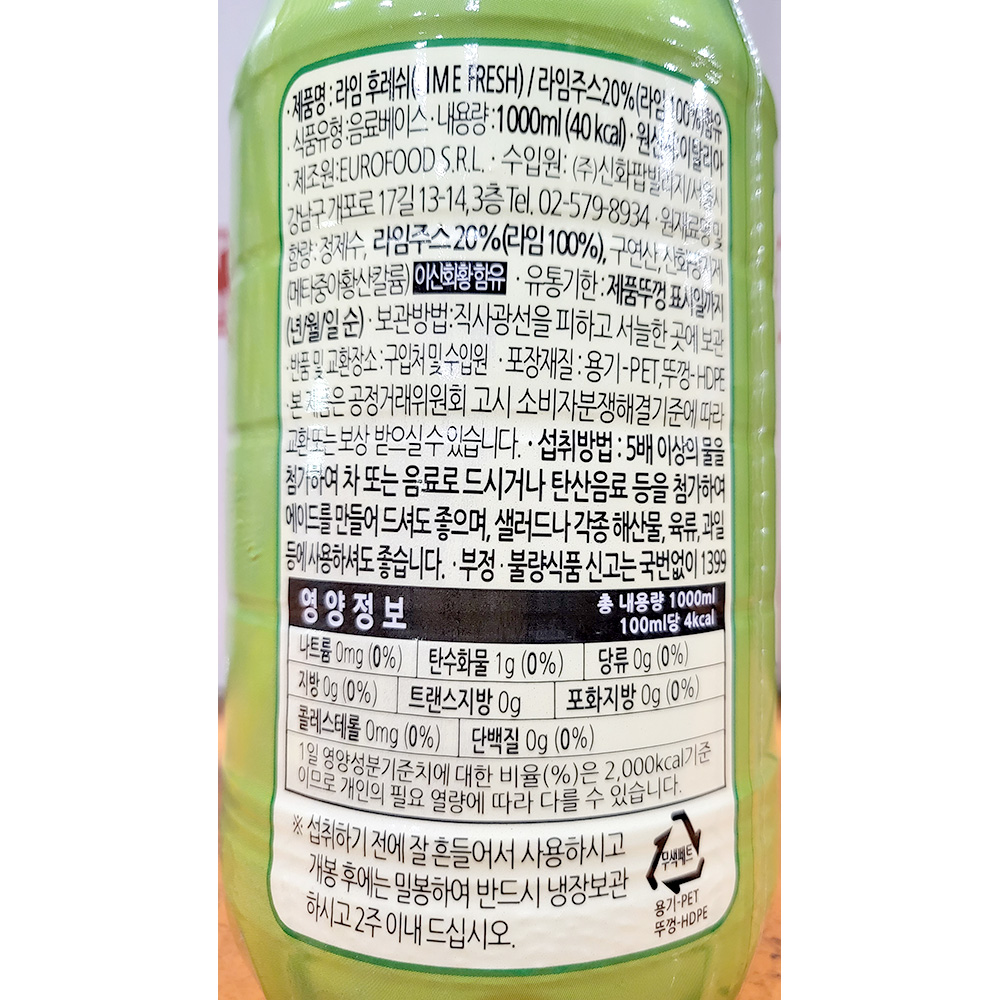 · 제품명 : 라임 후레쉬(LIME FRESH) / 라임주스20%(라임100%)함유
· 식품유형:음료베이스 · 내용량 : 1000ml (40 kcal) · 원산지:이탈리아
· 제조원:EUROFOOD S.R.L. · 수입원 : (주)신화팝빌리지/서울시
강남구 개포로 17길 13-14, 3층 Tel. 02-579-8934 · 원재료명 및
함량 : 정제수, 라임주스 20%(라임 100%), 구연산, 산화방지제
(메타중아황산칼륨) 이산화황 함유 · 유통기한 : 제품뚜껑 표시일까지
(년/월/일 순) · 보관방법:직사광선을 피하고 서늘한 곳에 보관
· 반품 및 교환장소 : 구입처 및 수입원 · 포장재질 : 용기-PET, 뚜껑-HDPE
· 본 제품은 공정거래위원회 고시 소비자분쟁해결기준에 따라
교환 또는 보상 받으실 수 있습니다. · 섭취방법 : 5배 이상의 물을
첨가하여 차 또는 음료로 드시거나 탄산음료 등을 첨가하여
에이드를 만들어 드셔도 좋으며, 샐러드나 각종 해산물, 육류, 과일
등에 사용하셔도 좋습니다. · 부정 · 불량식품 신고는 국번없이 1399
영양정보 총 내용량 1000ml
100ml당 4kcal
나트륨 0mg (0%) 탄수화물 1g (0%) 당류 0g (0%)
지방 0g (0%) 트랜스지방 0g 포화지방 0g (0%)
콜레스테롤 0mg (0%) 단백질 0g (0%)
1일 영양성분기준치에 대한 비율(%)은 2,000kcal기준
이므로 개인의 필요 열량에 따라 다를 수 있습니다.
※ 섭취하기 전에 잘 흔들어서 사용하시고
개봉 후에는 밀봉하여 반드시 냉장보관
하시고 2주 이내 드십시오.
무색페트
용기-PET
뚜껑-HDPE